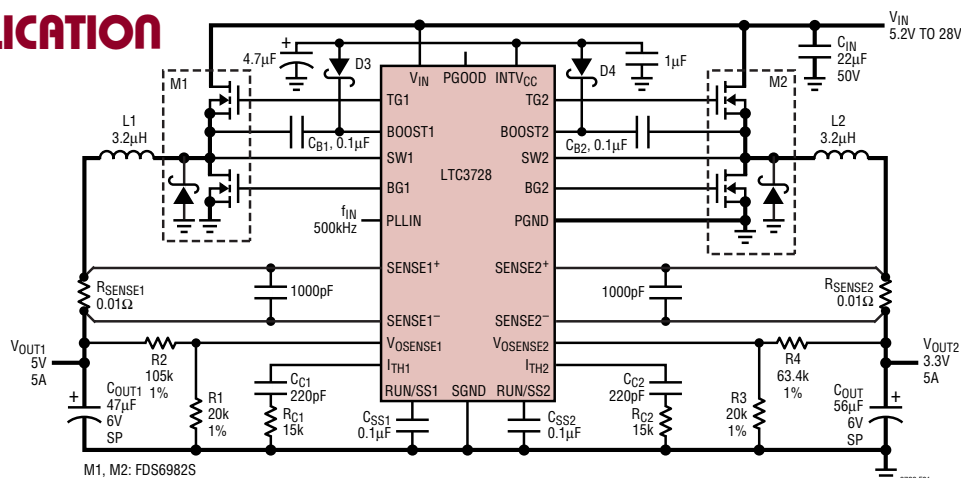 LICATION
VIN
5.2V TO 28V
CIN
22µF
50V
4.7µF
+
D3
VIN
PGOOD
INTVCC
D4
1µF
M1
TG1
TG2
M2
L1
3.2µH
BOOST1
BOOST2
L2
3.2µH
CB1, 0.1µF
CB2, 0.1µF
SW1
SW2
LTC3728
BG1
BG2
fIN
500kHz
PLLIN
PGND
SENSE1+
SENSE2+
RSENSE1
0.01Ω
1000pF
1000pF
RSENSE2
0.01Ω
SENSE1−
SENSE2−
VOSENSE1
VOSENSE2
VOUT1
5V
5A
R2
105k
1%
ITH1
ITH2
R4
63.4k
1%
VOUT2
3.3V
5A
+
COUT1
47µF
6V
SP
R1
20k
1%
CC1
220pF
RC1
15k
RUN/SS1
SGND
RUN/SS2
CSS1
0.1µF
CSS2
0.1µF
CC2
220pF
RC2
15k
R3
20k
1%
COUT
56µF
6V
SP
+
M1, M2: FDS6982S